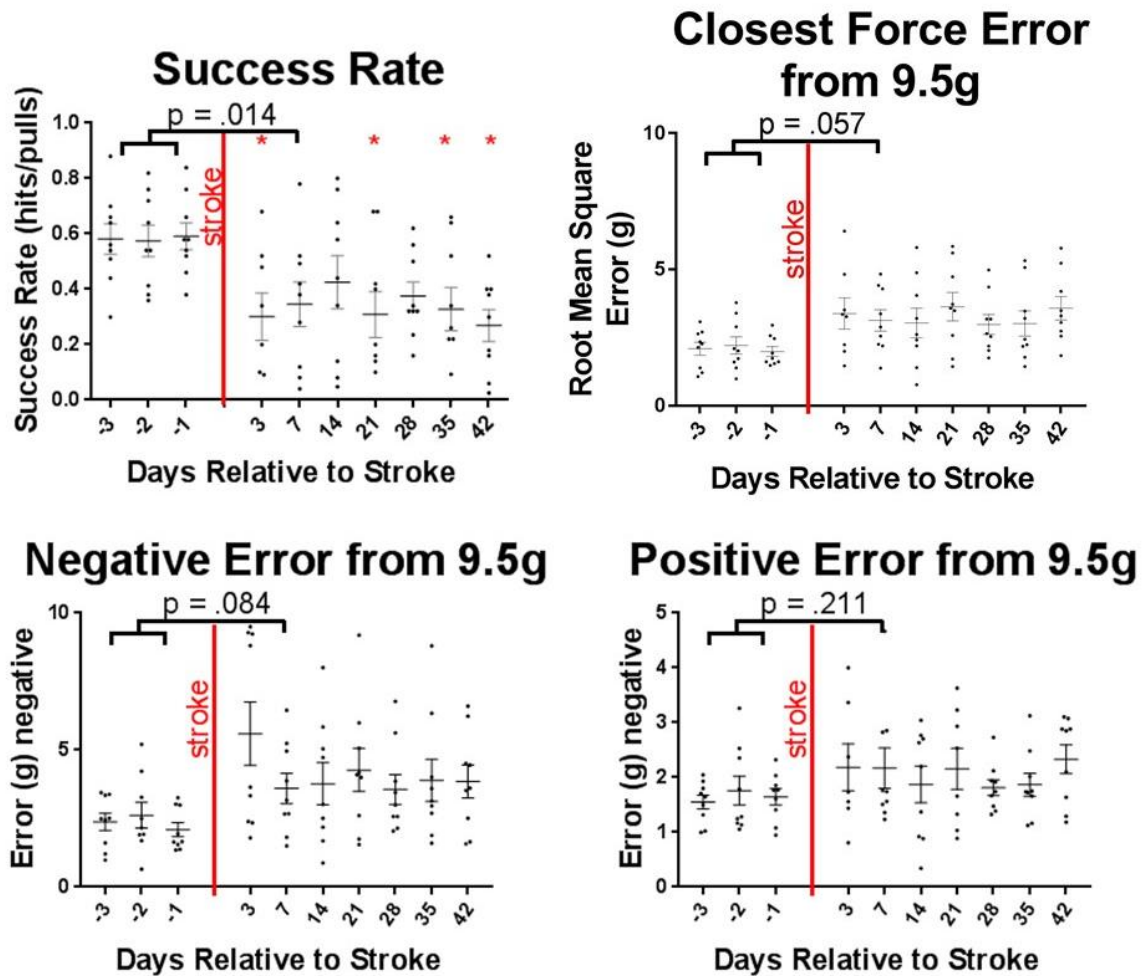 Success Rate
p = .014
* * * *
stroke
Success Rate (hits/pulls)
1.0
0.8
0.6
0.4
0.2
0.0
-3 -2 -1 3 7 14 21 28 35 42
Days Relative to Stroke
Closest Force Error
from 9.5g
p = .057
stroke
Root Mean Square
Error (g)
10
5
0
-3 -2 -1 3 7 14 21 28 35 42
Days Relative to Stroke
Negative Error from 9.5g
p = .084
stroke
Error (g) negative
10
5
0
-3 -2 -1 3 7 14 21 28 35 42
Days Relative to Stroke
Positive Error from 9.5g
p = .211
stroke
Error (g) negative
5
4
3
2
1
0
-3 -2 -1 3 7 14 21 28 35 42
Days Relative to Stroke